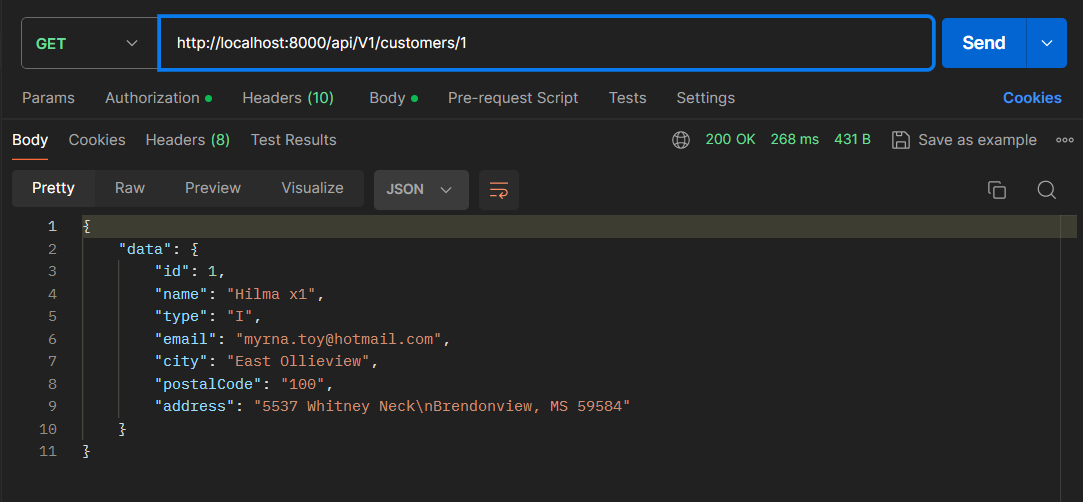 GET http://localhost:8000/api/V1/customers/1 Send
Params Authorization Headers (10) Body Pre-request Script Tests Settings Cookies
Body Cookies Headers (8) Test Results 200 OK 268 ms 431 B Save as example
Pretty Raw Preview Visualize JSON
1 {
2 "data": {
3 "id": 1,
4 "name": "Hilma x1",
5 "type": "I",
6 "email": "myrna.toy@hotmail.com",
7 "city": "East Ollieview",
8 "postalCode": "100",
9 "address": "5537 Whitney Neck\nBrendonview, MS 59584"
10 }
11 }